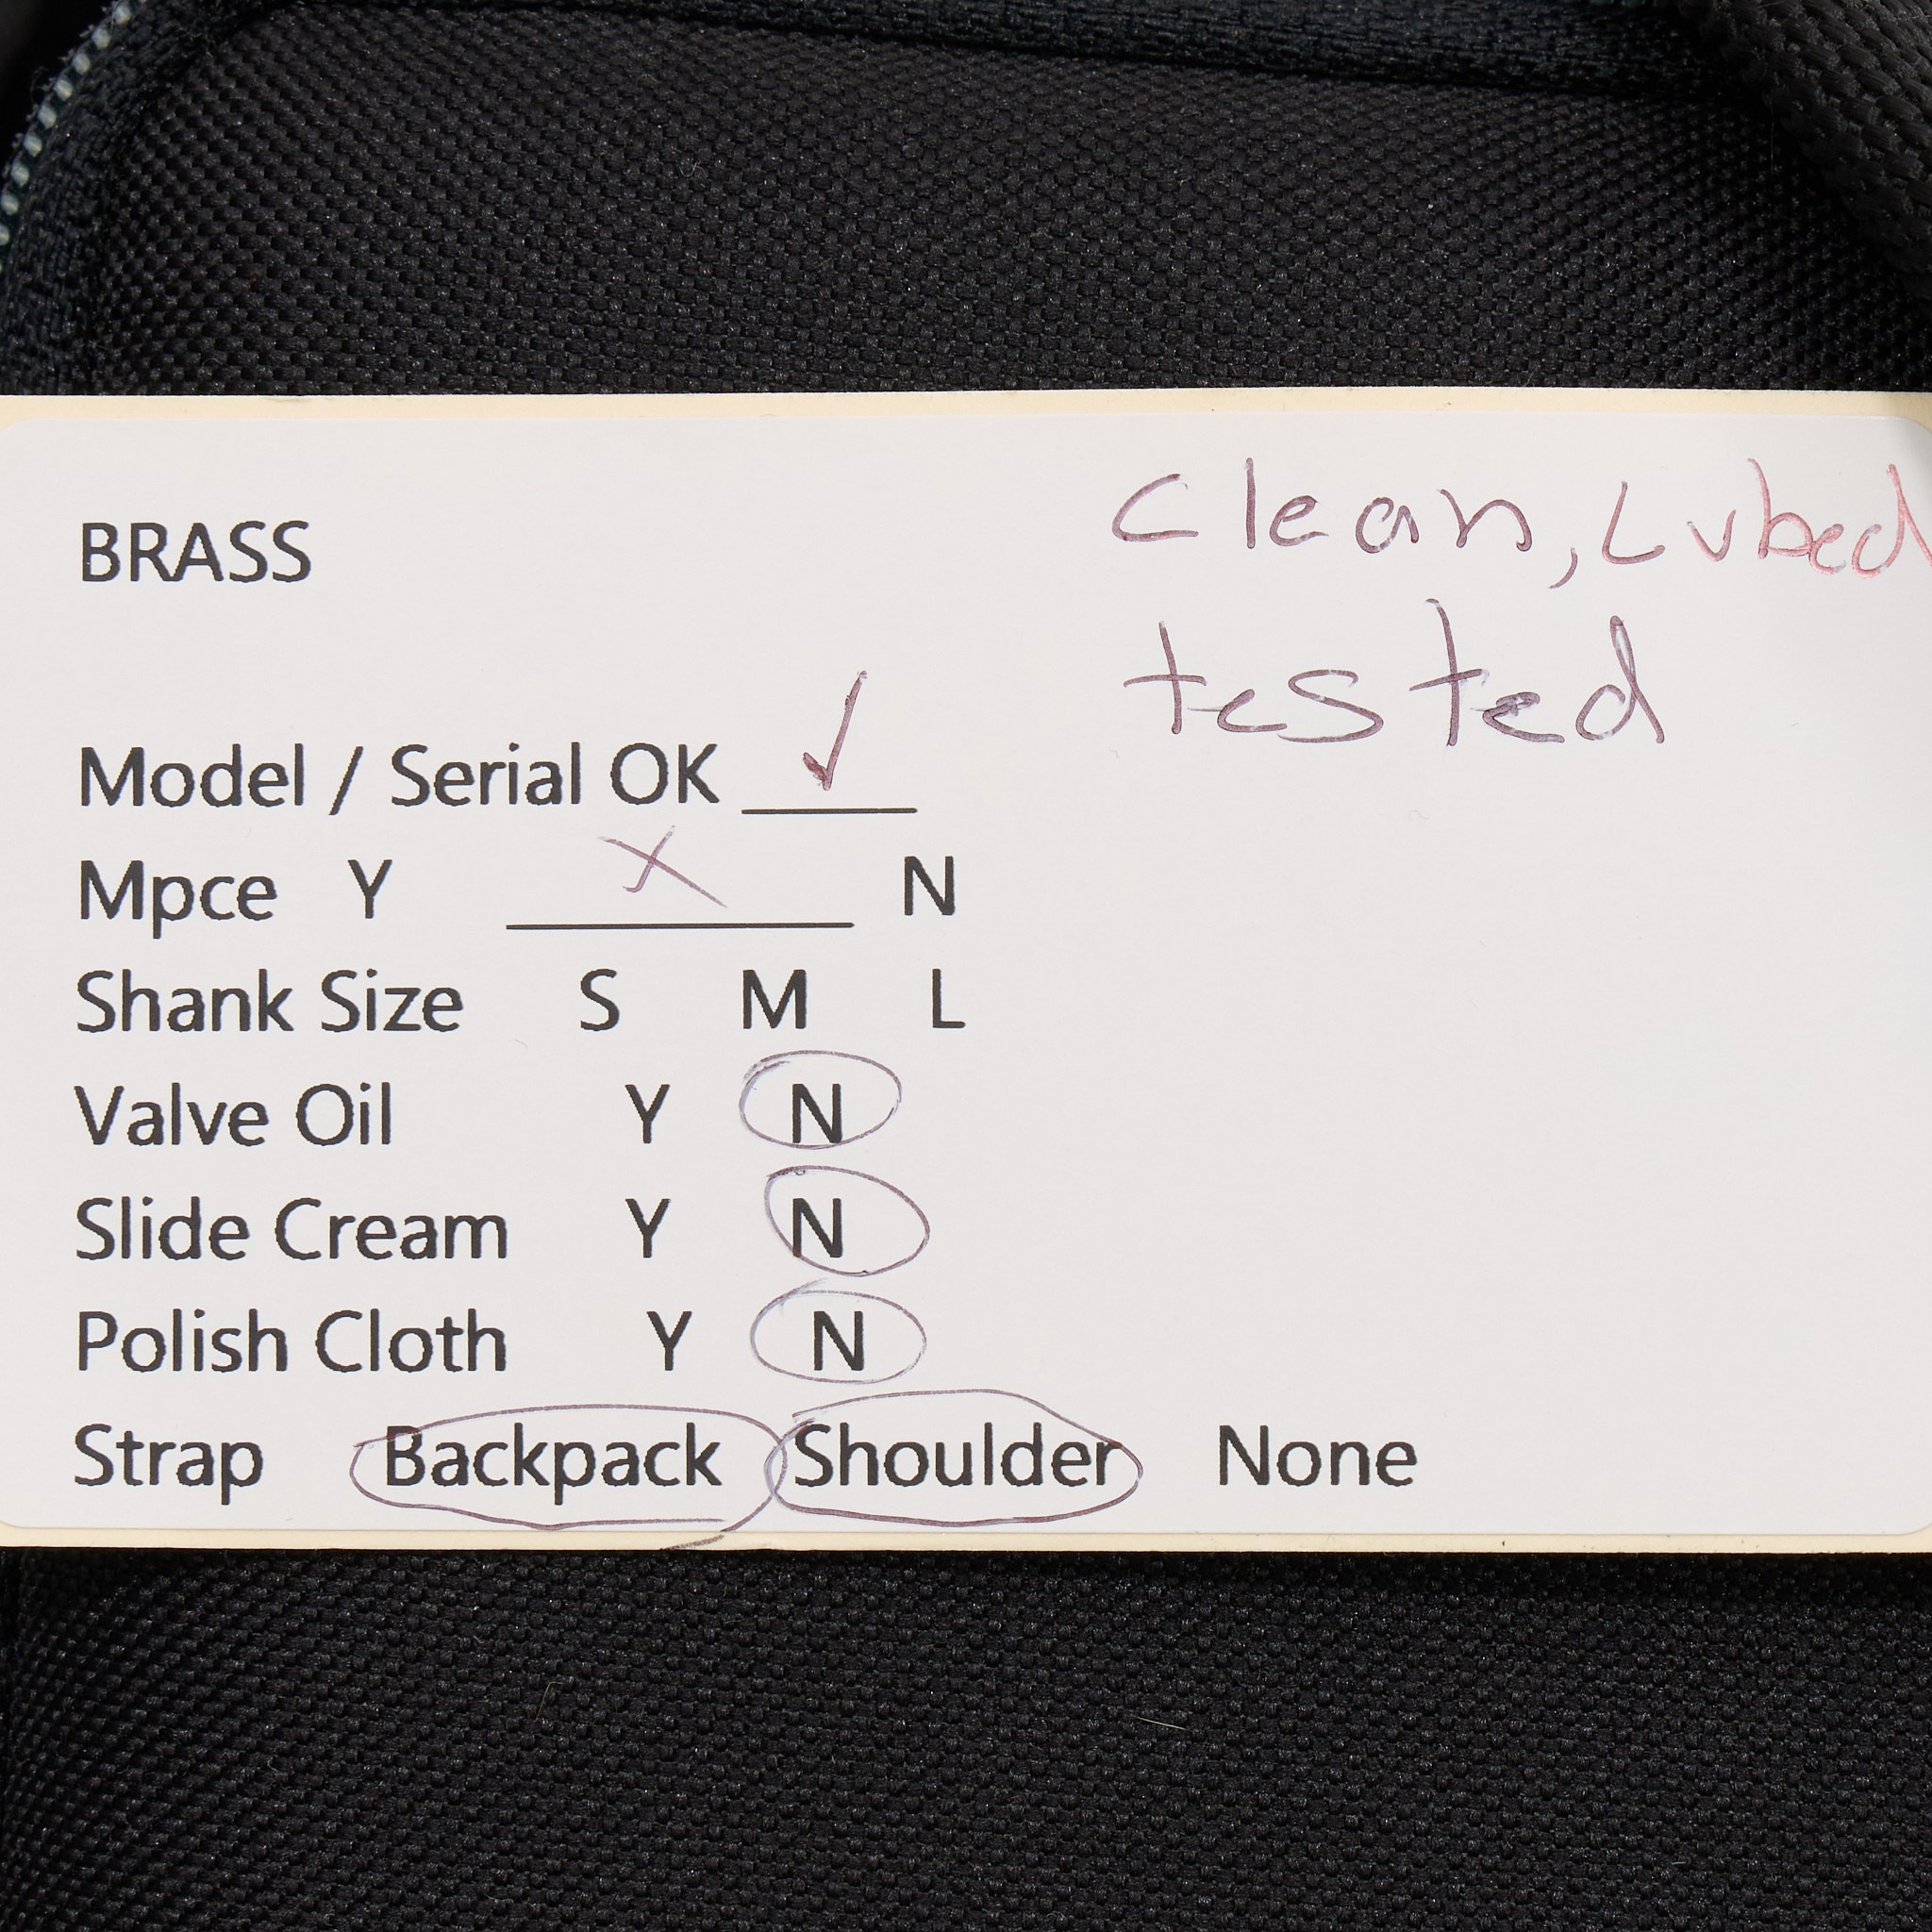 BRASS
Clean, Lubed
tested
Model / Serial OK ✓
Mpce Y X N
Shank Size S M L
Valve Oil Y N
Slide Cream Y N
Polish Cloth Y N
Strap Backpack Shoulder None